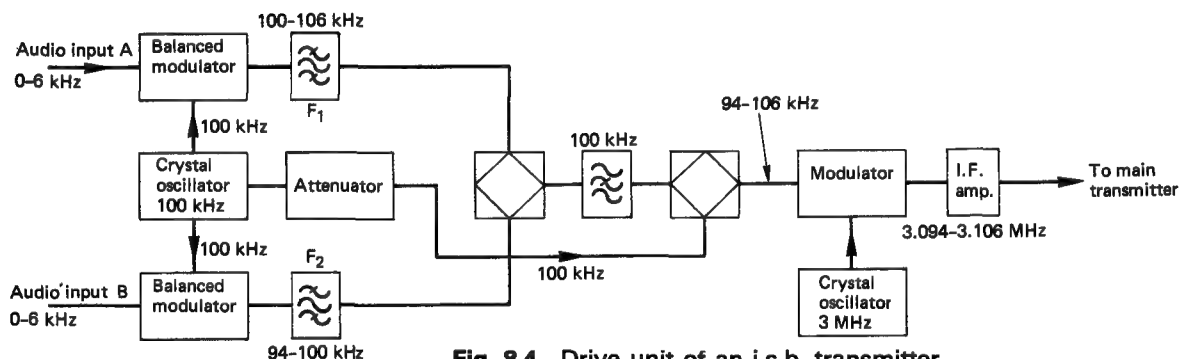 100–106 kHz
Audio input A
0–6 kHz
Balanced
modulator
F1
100 kHz
Crystal
oscillator
100 kHz
Attenuator
100 kHz
Audio input B
0–6 kHz
Balanced
modulator
F2
94–100 kHz
100 kHz
100 kHz
94–106 kHz
Modulator
I.F.
amp.
To main
transmitter
3.094–3.106 MHz
Crystal
oscillator
3 MHz
Fig. 8.4 Drive unit of an i.s.b. transmitter